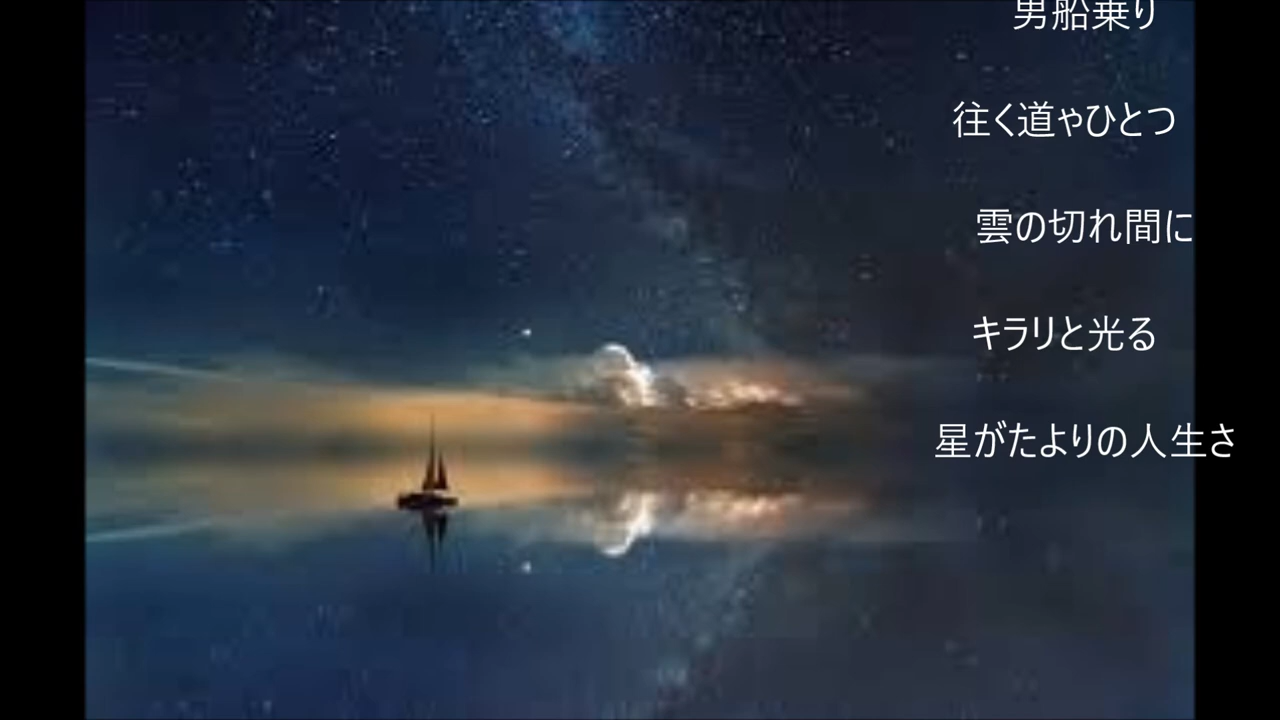 男船乗り
往く道ゃひとつ
雲の切れ間に
キラリと光る
星がたよりの人生さ